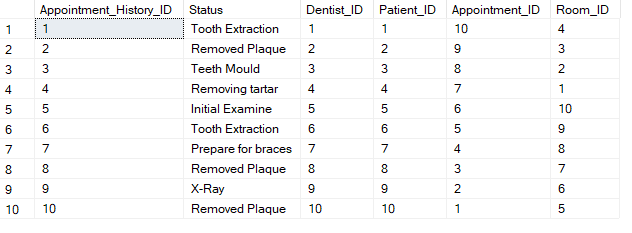 Appointment_History_ID Status Dentist_ID Patient_ID Appointment_ID Room_ID
1 1 Tooth Extraction 1 1 10 4
2 2 Removed Plaque 2 2 9 3
3 3 Teeth Mould 3 3 8 2
4 4 Removing tartar 4 4 7 1
5 5 Initial Examine 5 5 6 10
6 6 Tooth Extraction 6 6 5 9
7 7 Prepare for braces 7 7 4 8
8 8 Removed Plaque 8 8 3 7
9 9 X-Ray 9 9 2 6
10 10 Removed Plaque 10 10 1 5